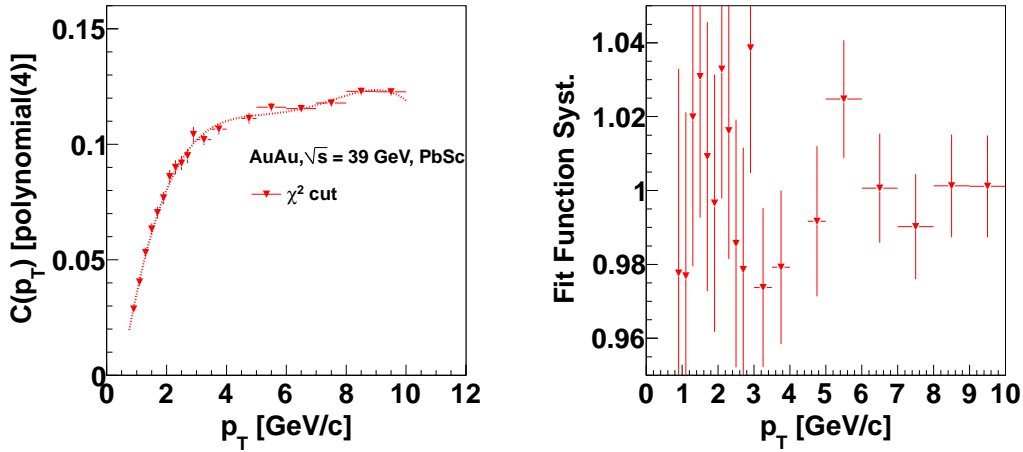 0.15
0.1
0.05
0
C(p_T) [polynomial(4)]
AuAu,√s = 39 GeV, PbSc
χ² cut
0 2 4 6 8 10 12
p_T [GeV/c]
1.04
1.02
1
0.98
0.96
Fit Function Syst.
0 1 2 3 4 5 6 7 8 9 10
p_T [GeV/c]